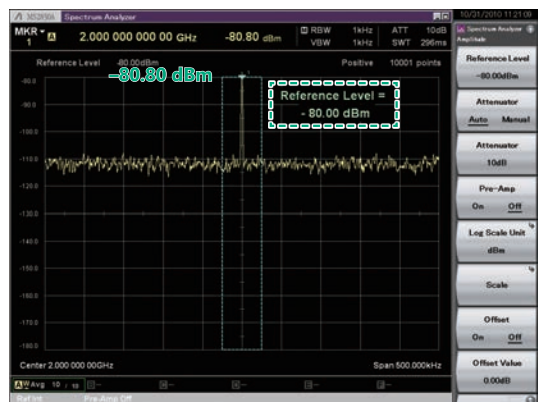 MS2830A Spectrum Analyzer
10/31/2010 11:21:09
MKR
1
2.000 000 000 000 00 GHz
-80.80 dBm
RBW 1kHz
VBW 1kHz
ATT 10dB
SWT 296ms
Spectrum Analyzer
Amplitude
Reference Level -80.00dBm
Positive 10001 points
-80.80 dBm
Reference Level =
- 80.00 dBm
1
-80.0
-90.0
-100.0
-110.0
-120.0
-130.0
-140.0
-150.0
-160.0
-170.0
-180.0
Center 2.000 000 00GHz
Span 500.000kHz
Avg 10 / 10
Ref.Int Pre-Amp Off
Reference Level
-80.00dBm
Attenuator
Auto Manual
Attenuator
10dB
Pre-Amp
On Off
Log Scale Unit
dBm
Scale
Offset
On Off
Offset Value
0.00dB